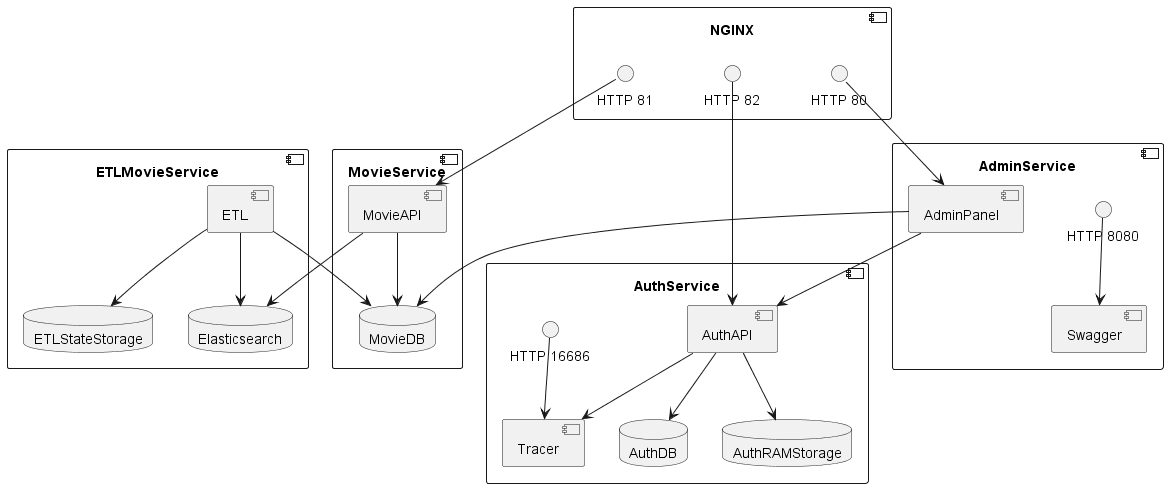 NGINX
HTTP 81
HTTP 82
HTTP 80
ETLMovieService
ETL
ETLStateStorage
Elasticsearch
MovieService
MovieAPI
MovieDB
AdminService
AdminPanel
HTTP 8080
Swagger
AuthService
AuthAPI
HTTP 16686
Tracer
AuthDB
AuthRAMStorage